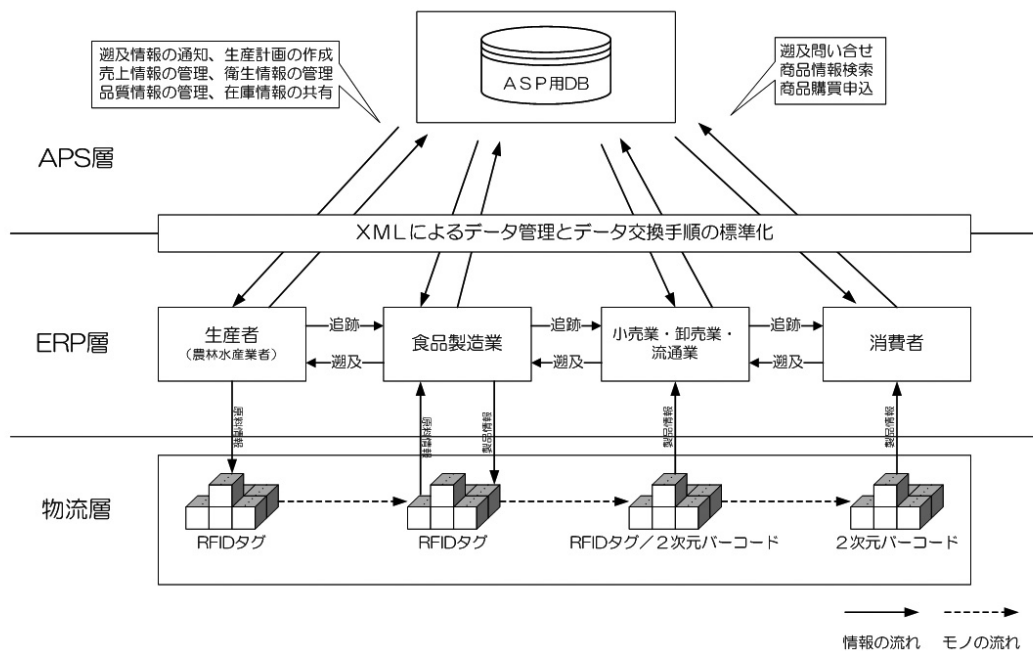 遡及情報の通知、生産計画の作成
売上情報の管理、衛生情報の管理
品質情報の管理、在庫情報の共有
ASP用DB
遡及問い合せ
商品情報検索
商品購買申込
APS層
XMLによるデータ管理とデータ交換手順の標準化
ERP層
生産者
（農林水産業者）
追跡
遡及
食品製造業
追跡
遡及
小売業・卸売業・
流通業
追跡
遡及
消費者
原料情報
原料情報
製品情報
製品情報
製品情報
物流層
RFIDタグ
RFIDタグ
RFIDタグ／２次元バーコード
２次元バーコード
情報の流れ
モノの流れ